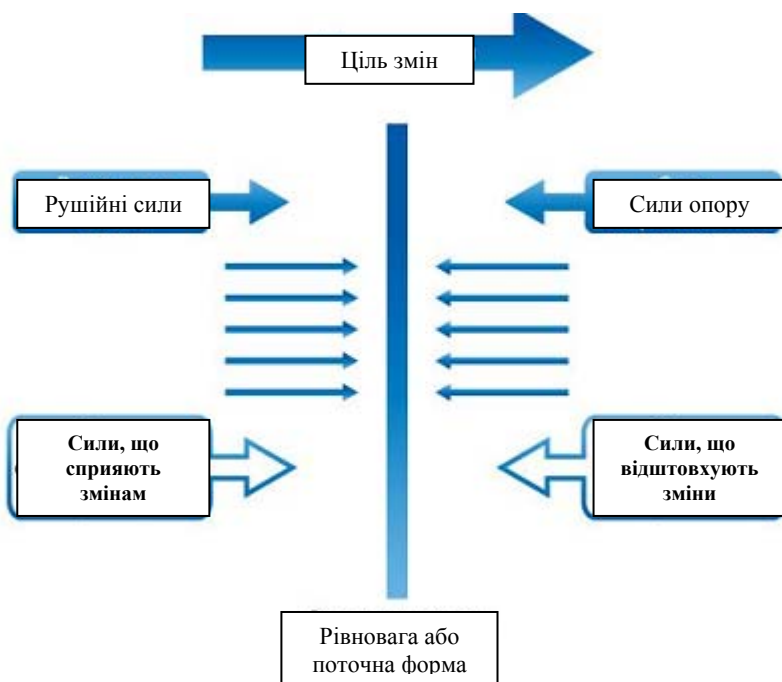 Ціль змін
Рушійні сили
Сили опору
Сили, що
сприяють
змінам
Сили, що
відштовхують
зміни
Рівновага або
поточна форма